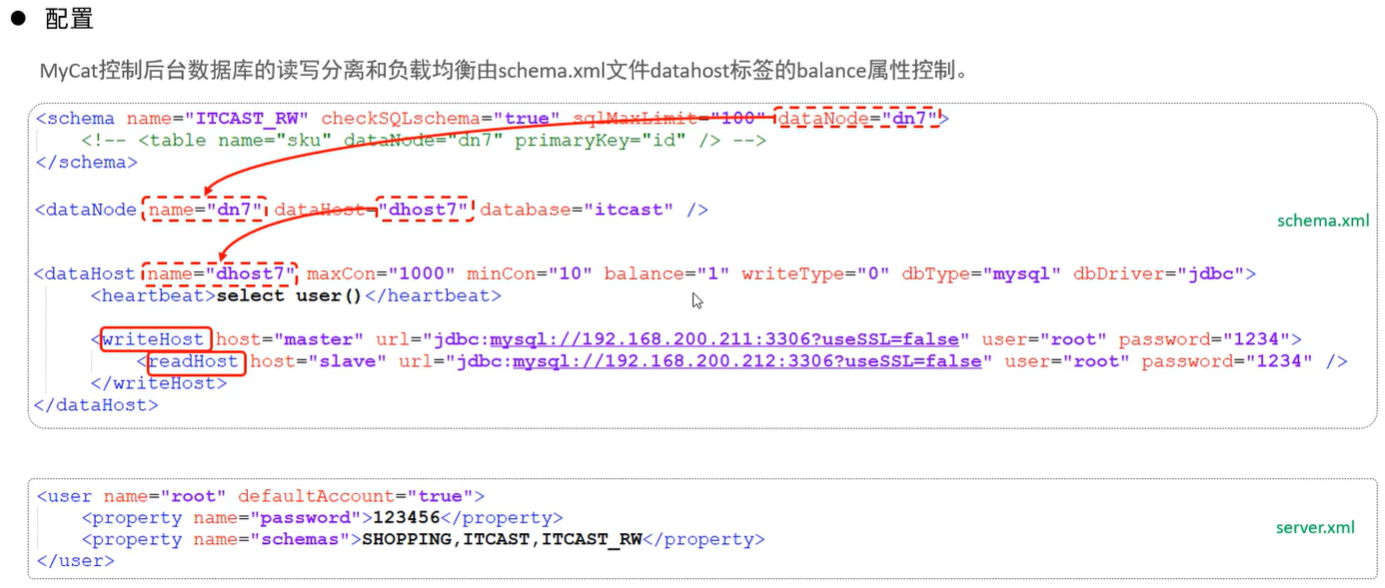 ● 配置
MyCat控制后台数据库的读写分离和负载均衡由schema.xml文件datahost标签的balance属性控制。
<schema name="ITCAST_RW" checkSQLschema="true" sqlMaxLimit="100" dataNode="dn7">
<!-- <table name="sku" dataNode="dn7" primaryKey="id" /> -->
</schema>
<dataNode name="dn7" dataHost="dhost7" database="itcast" />
schema.xml
<dataHost name="dhost7" maxCon="1000" minCon="10" balance="1" writeType="0" dbType="mysql" dbDriver="jdbc">
<heartbeat>select user()</heartbeat>
<writeHost host="master" url="jdbc:mysql://192.168.200.211:3306?useSSL=false" user="root" password="1234">
<readHost host="slave" url="jdbc:mysql://192.168.200.212:3306?useSSL=false" user="root" password="1234" />
</writeHost>
</dataHost>
<user name="root" defaultAccount="true">
<property name="password">123456</property>
server.xml
<property name="schemas">SHOPPING,ITCAST,ITCAST_RW</property>
</user>